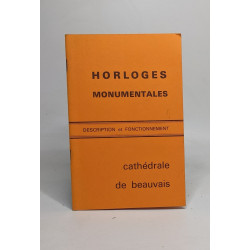 HORLOGES
MONUMENTALES
DESCRIPTION et FONCTIONNEMENT
cathédrale
de beauvais